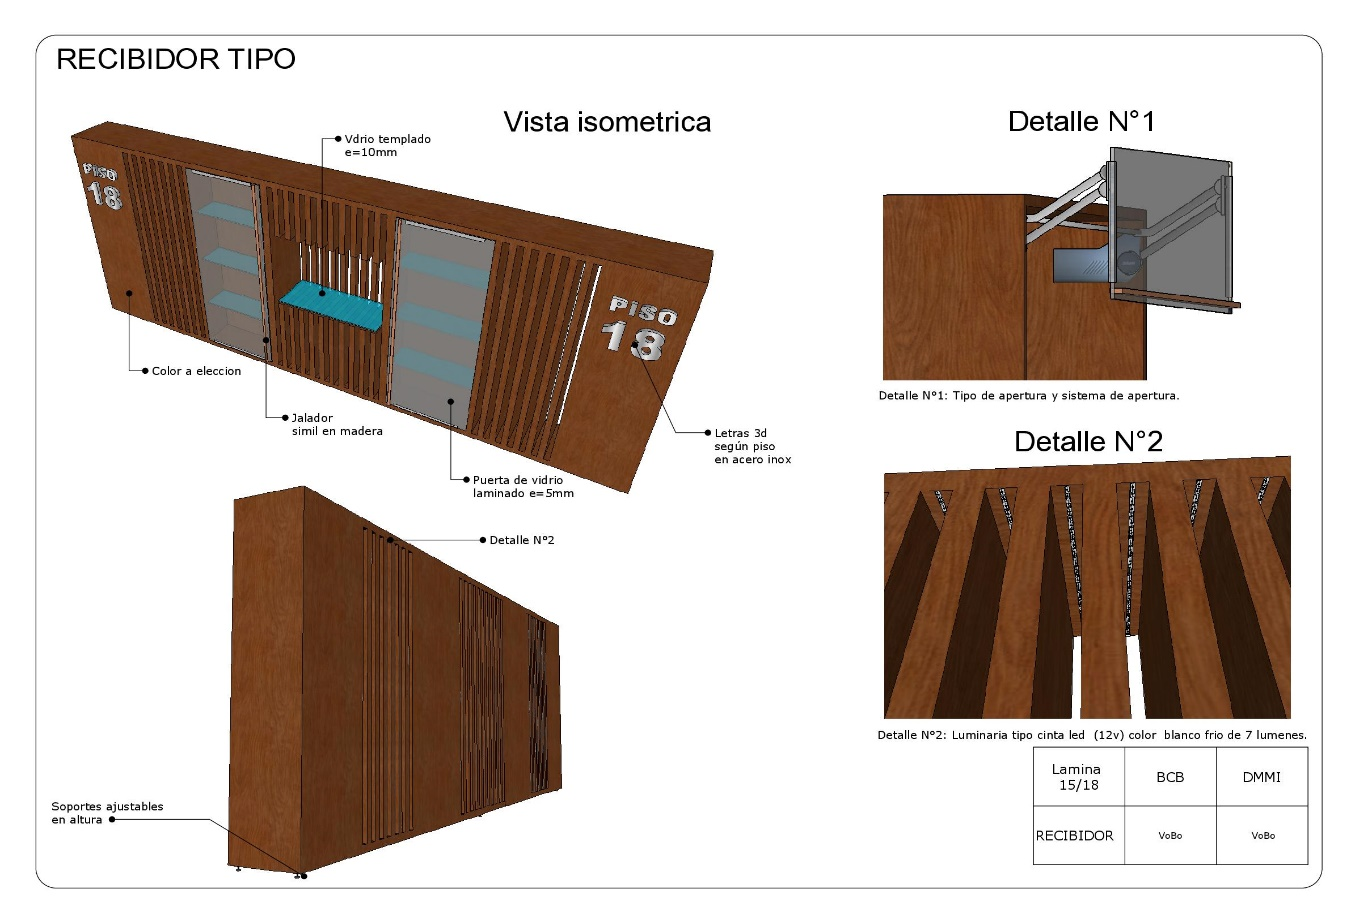 RECIBIDOR TIPO
Vista isometrica
Detalle N°1
Vdrio templado
e=10mm
PISO
18
PISO
18
Color a eleccion
Jalador
simil en madera
Letras 3d
según piso
en acero inox
Puerta de vidrio
laminado e=5mm
Detalle N°1: Tipo de apertura y sistema de apertura.
Detalle N°2
Detalle N°2
Soportes ajustables
en altura
Detalle N°2: Luminaria tipo cinta led (12v) color blanco frio de 7 lumenes.
Lamina
15/18
BCB
DMMI
RECIBIDOR
VoBo
VoBo